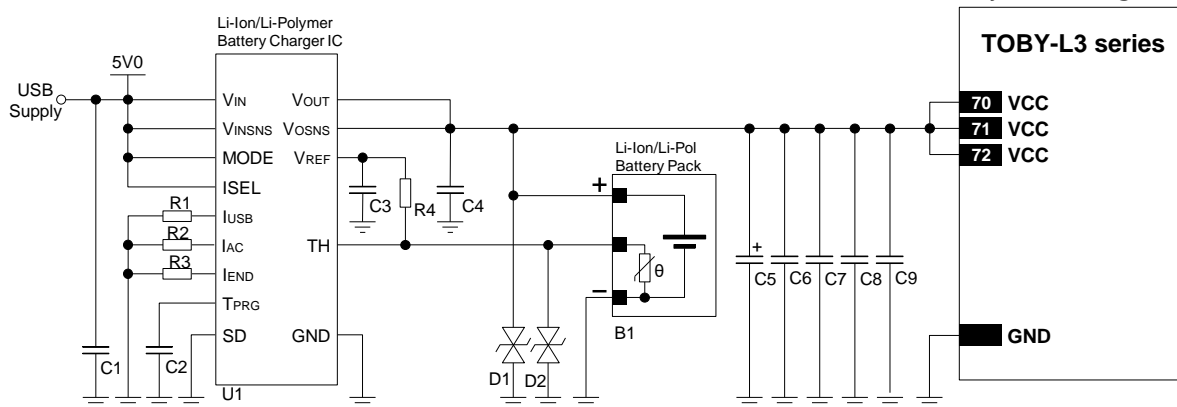 Li-Ion/Li-Polymer
Battery Charger IC
TOBY-L3 series
5V0
USB
Supply
VIN
VINSNS
MODE
ISEL
IUSB
IAC
IEND
TPRG
SD
VOUT
VOSNS
VREF
TH
GND
U1
R1
R2
R3
C1
C2
C3
R4
C4
Li-Ion/Li-Pol
Battery Pack
+
θ
–
B1
D1
D2
+
C5
C6
C7
C8
C9
70 VCC
71 VCC
72 VCC
GND